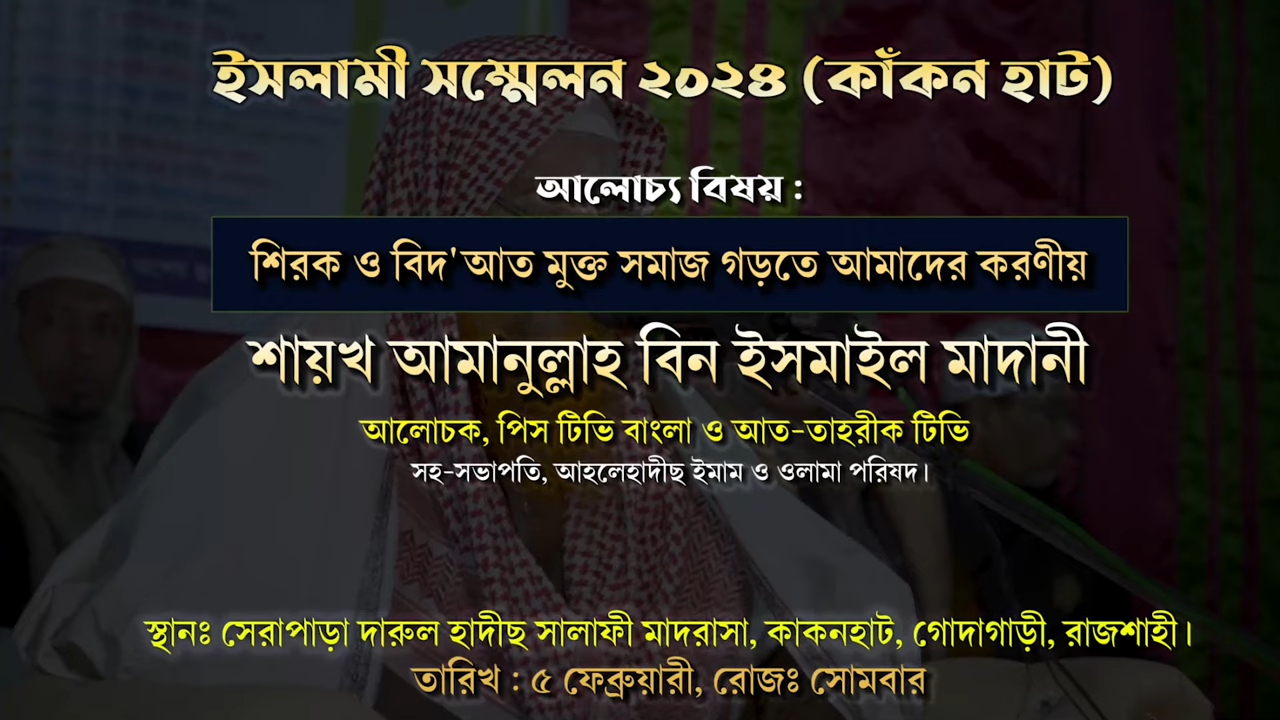 ইসলামী সম্মেলন ২০২৪ (কাঁকন হাট)
আলোচ্য বিষয় :
শিরক ও বিদ'আত মুক্ত সমাজ গড়তে আমাদের করণীয়
শায়খ আমানুল্লাহ বিন ইসমাইল মাদানী
আলোচক, পিস টিভি বাংলা ও আত-তাহরীক টিভি
সহ-সভাপতি, আহলেহাদীছ ইমাম ও ওলামা পরিষদ।
স্থানঃ সেরাপাড়া দারুল হাদীছ সালাফী মাদরাসা, কাকনহাট, গোদাগাড়ী, রাজশাহী।
তারিখ : ৫ ফেব্রুয়ারী, রোজঃ সোমবার